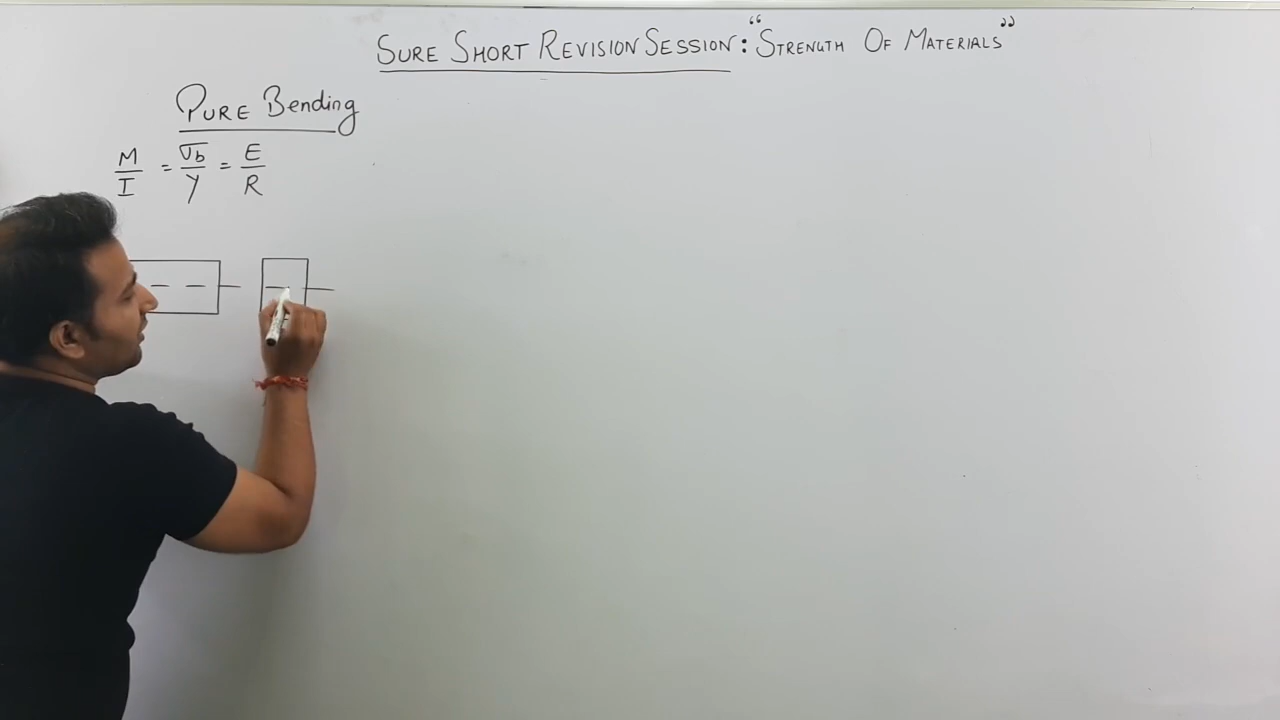 SURE SHORT REVISION SESSION: "STRENGTH OF MATERIALS"
PURE Bending
M/I = σb/Y = E/R